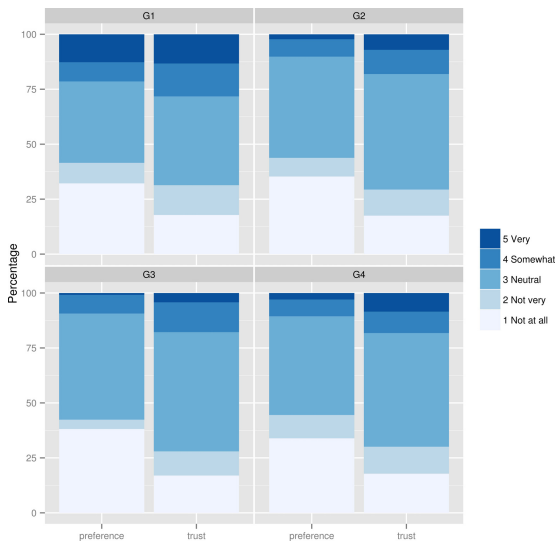 G1
G2
100
75
50
25
0
G3
G4
100
75
50
25
0
preference
trust
preference
trust
Percentage
5 Very
4 Somewhat
3 Neutral
2 Not very
1 Not at all